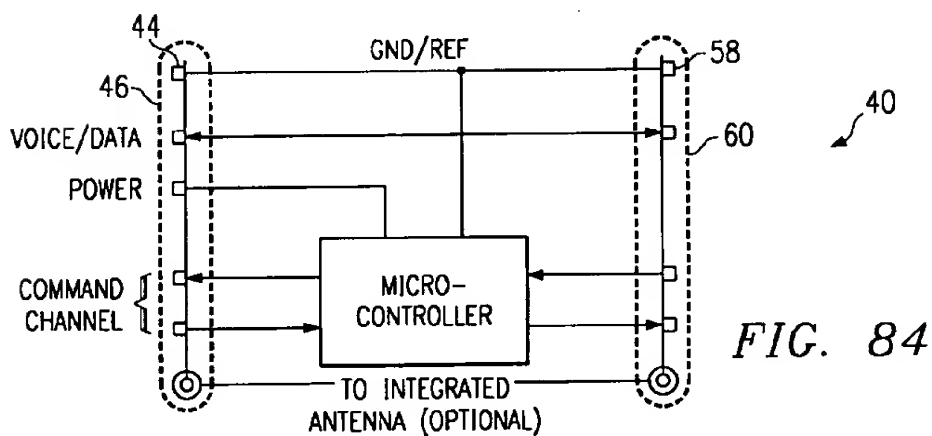 44
GND/REF
58
46
40
VOICE/DATA
60
POWER
COMMAND
CHANNEL
MICRO-
CONTROLLER
FIG. 84
TO INTEGRATED
ANTENNA (OPTIONAL)